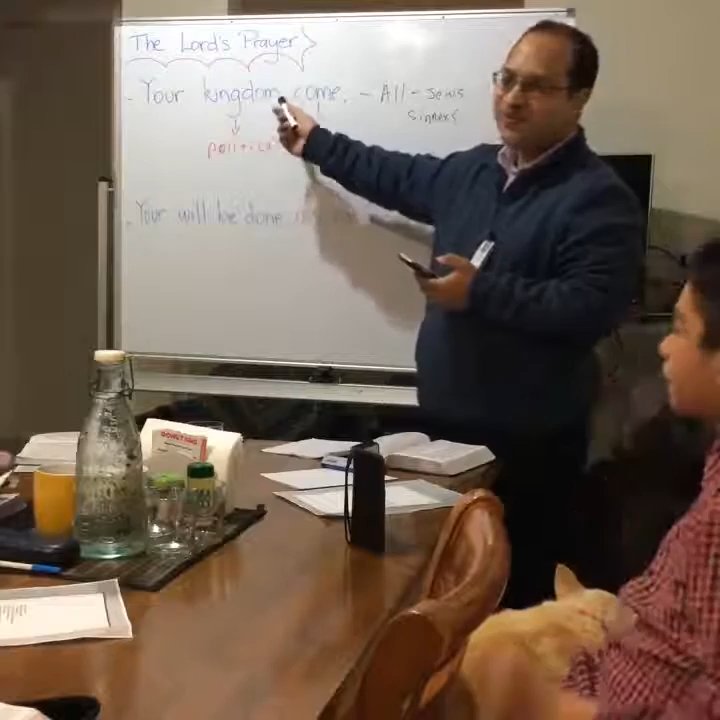 The Lord's Prayer
- Your kingdom come. - All - Jews
sinners
political
. Your will be done